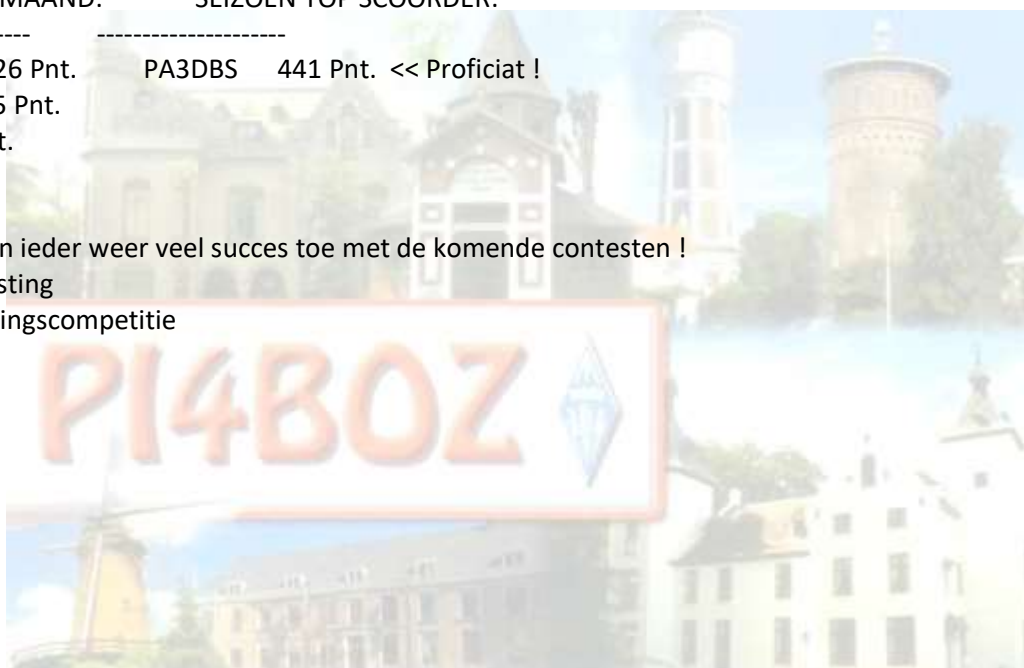 MAAND. SEIZOEN TOP SCOORDER.
---- ---------------------
26 Pnt. PA3DBS 441 Pnt. << Proficiat !
5 Pnt.
t.
n ieder weer veel succes toe met de komende contesten !
sting
ingscompetitie
PI4BOZ